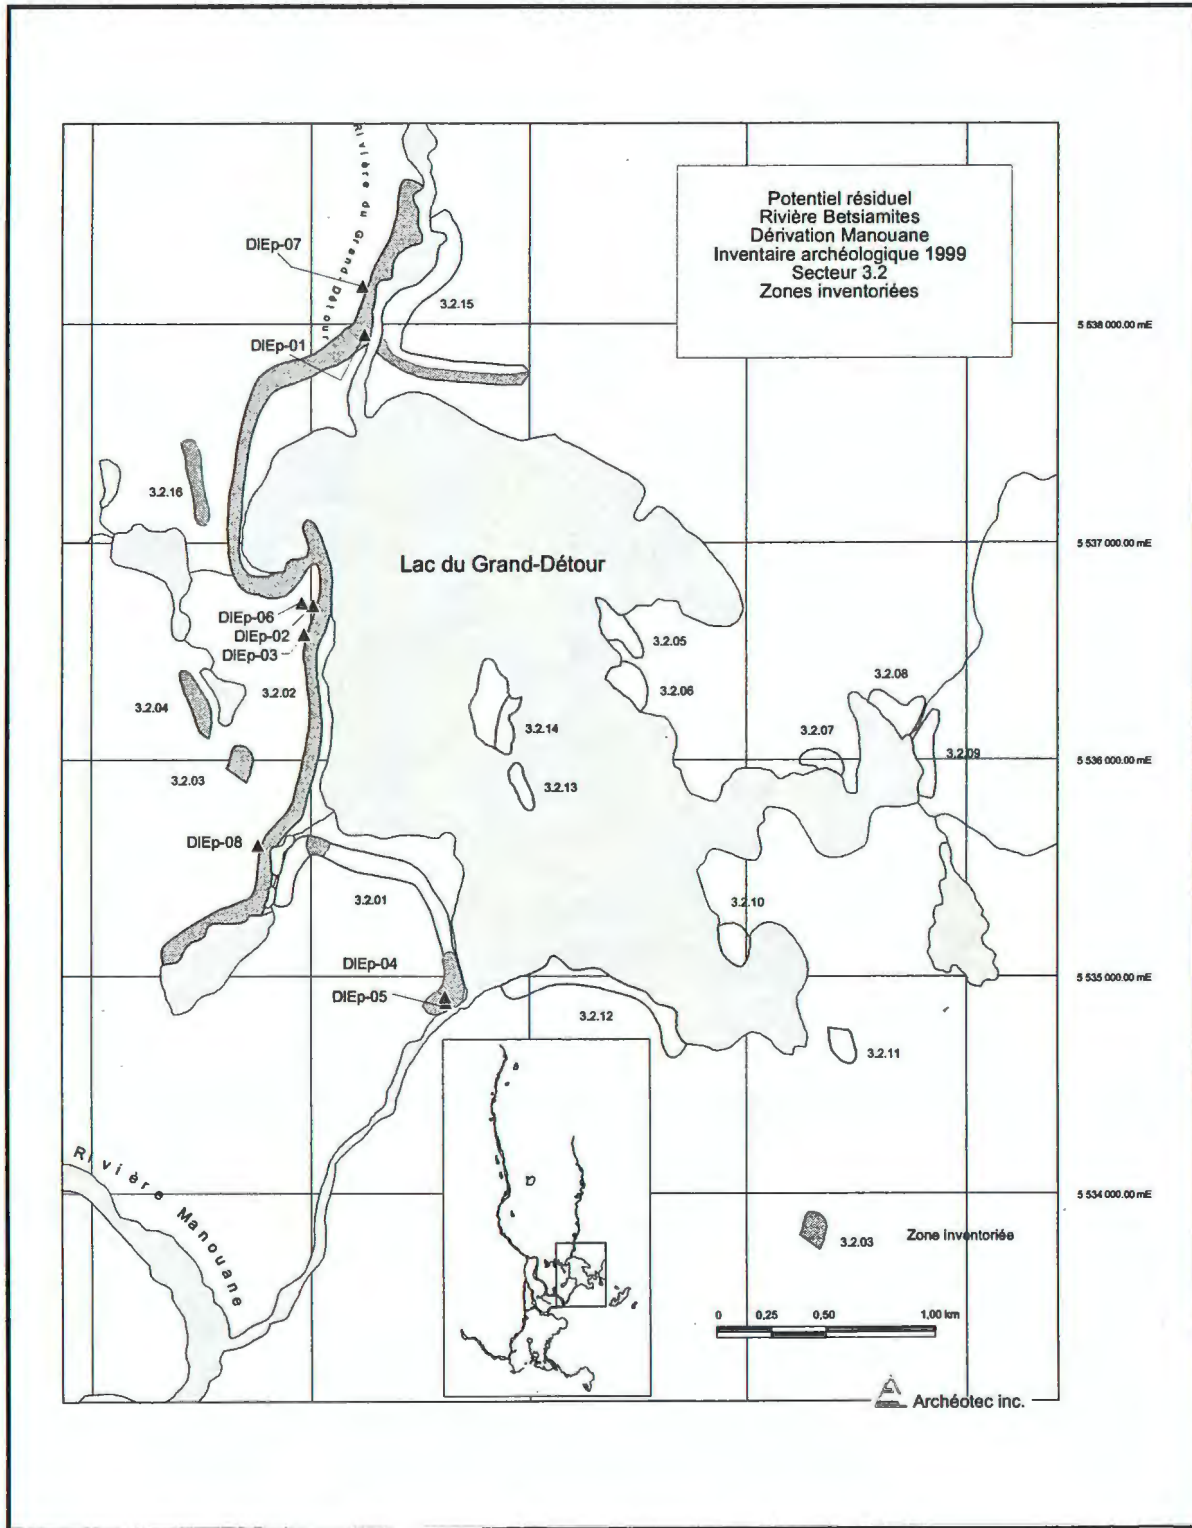 Potentiel résiduel
Rivière Betsiamites
Dérivation Manouane
Inventaire archéologique 1999
Secteur 3.2
Zones inventoriées
Rivière du Grand-Détour
DlEp-07
3.2.15
5 538 000.00 mE
DlEp-01
3.2.16
5 537 000.00 mE
Lac du Grand-Détour
DlEp-06
DlEp-02
DlEp-03
3.2.05
3.2.02
3.2.06
3.2.08
3.2.04
3.2.14
3.2.07
3.2.09
5 536 000.00 mE
3.2.03
3.2.13
DlEp-08
3.2.01
3.2.10
DlEp-04
5 535 000.00 mE
DlEp-05
3.2.12
3.2.11
Rivière Manouane
5 534 000.00 mE
3.2.03 Zone inventoriée
0 0,25 0,50 1,00 km
Archéotec inc.